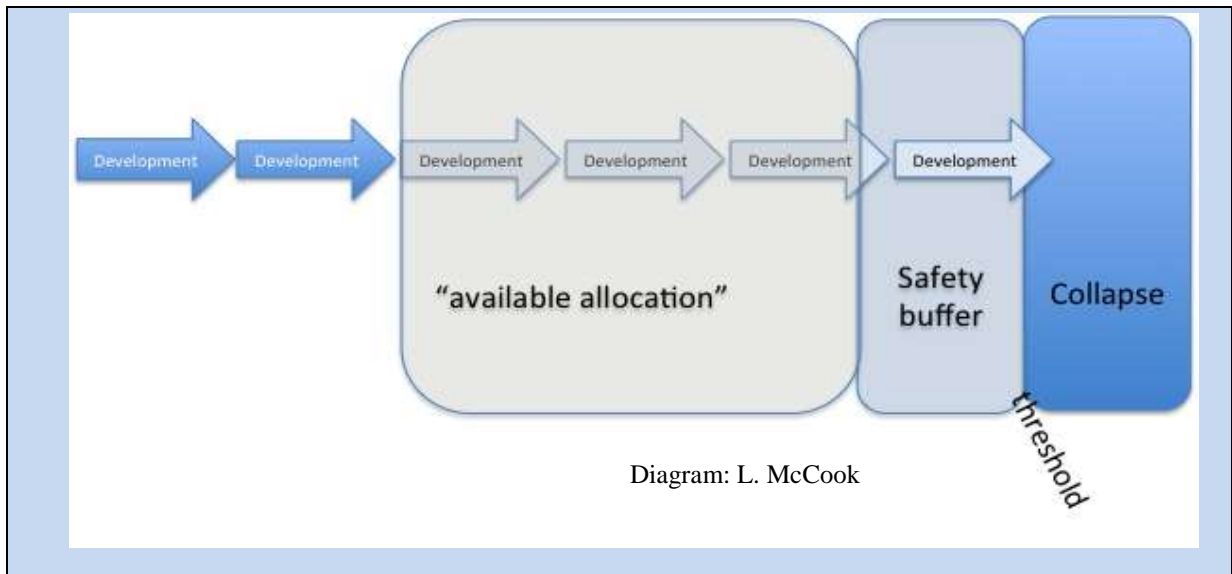 Development Development Development Development Development Development
"available allocation"
Safety
buffer
Collapse
threshold
Diagram: L. McCook